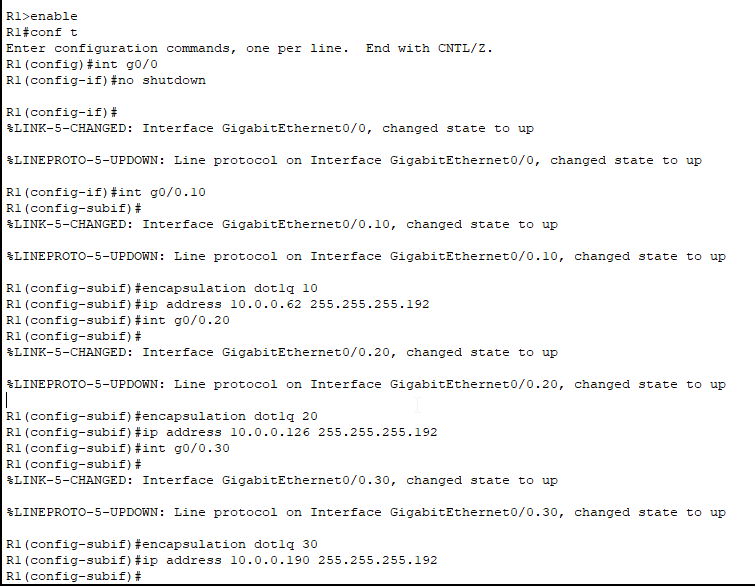 R1>enable
R1#conf t
Enter configuration commands, one per line.  End with CNTL/Z.
R1(config)#int g0/0
R1(config-if)#no shutdown
R1(config-if)#
%LINK-5-CHANGED: Interface GigabitEthernet0/0, changed state to up
%LINEPROTO-5-UPDOWN: Line protocol on Interface GigabitEthernet0/0, changed state to up
R1(config-if)#int g0/0.10
R1(config-subif)#
%LINK-5-CHANGED: Interface GigabitEthernet0/0.10, changed state to up
%LINEPROTO-5-UPDOWN: Line protocol on Interface GigabitEthernet0/0.10, changed state to up
R1(config-subif)#encapsulation dot1q 10
R1(config-subif)#ip address 10.0.0.62 255.255.255.192
R1(config-subif)#int g0/0.20
R1(config-subif)#
%LINK-5-CHANGED: Interface GigabitEthernet0/0.20, changed state to up
%LINEPROTO-5-UPDOWN: Line protocol on Interface GigabitEthernet0/0.20, changed state to up
R1(config-subif)#encapsulation dot1q 20
R1(config-subif)#ip address 10.0.0.126 255.255.255.192
R1(config-subif)#int g0/0.30
R1(config-subif)#
%LINK-5-CHANGED: Interface GigabitEthernet0/0.30, changed state to up
%LINEPROTO-5-UPDOWN: Line protocol on Interface GigabitEthernet0/0.30, changed state to up
R1(config-subif)#encapsulation dot1q 30
R1(config-subif)#ip address 10.0.0.190 255.255.255.192
R1(config-subif)#